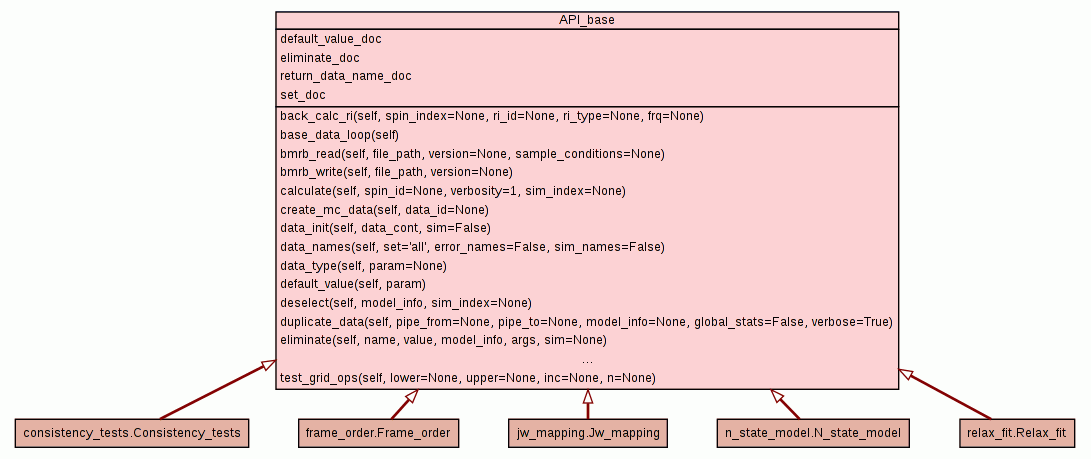 API_base
default_value_doc
eliminate_doc
return_data_name_doc
set_doc
back_calc_ri(self, spin_index=None, ri_id=None, ri_type=None, frq=None)
base_data_loop(self)
bmrb_read(self, file_path, version=None, sample_conditions=None)
bmrb_write(self, file_path, version=None)
calculate(self, spin_id=None, verbosity=1, sim_index=None)
create_mc_data(self, data_id=None)
data_init(self, data_cont, sim=False)
data_names(self, set='all', error_names=False, sim_names=False)
data_type(self, param=None)
default_value(self, param)
deselect(self, model_info, sim_index=None)
duplicate_data(self, pipe_from=None, pipe_to=None, model_info=None, global_stats=False, verbose=True)
eliminate(self, name, value, model_info, args, sim=None)
...
test_grid_ops(self, lower=None, upper=None, inc=None, n=None)
consistency_tests.Consistency_tests
frame_order.Frame_order
jw_mapping.Jw_mapping
n_state_model.N_state_model
relax_fit.Relax_fit